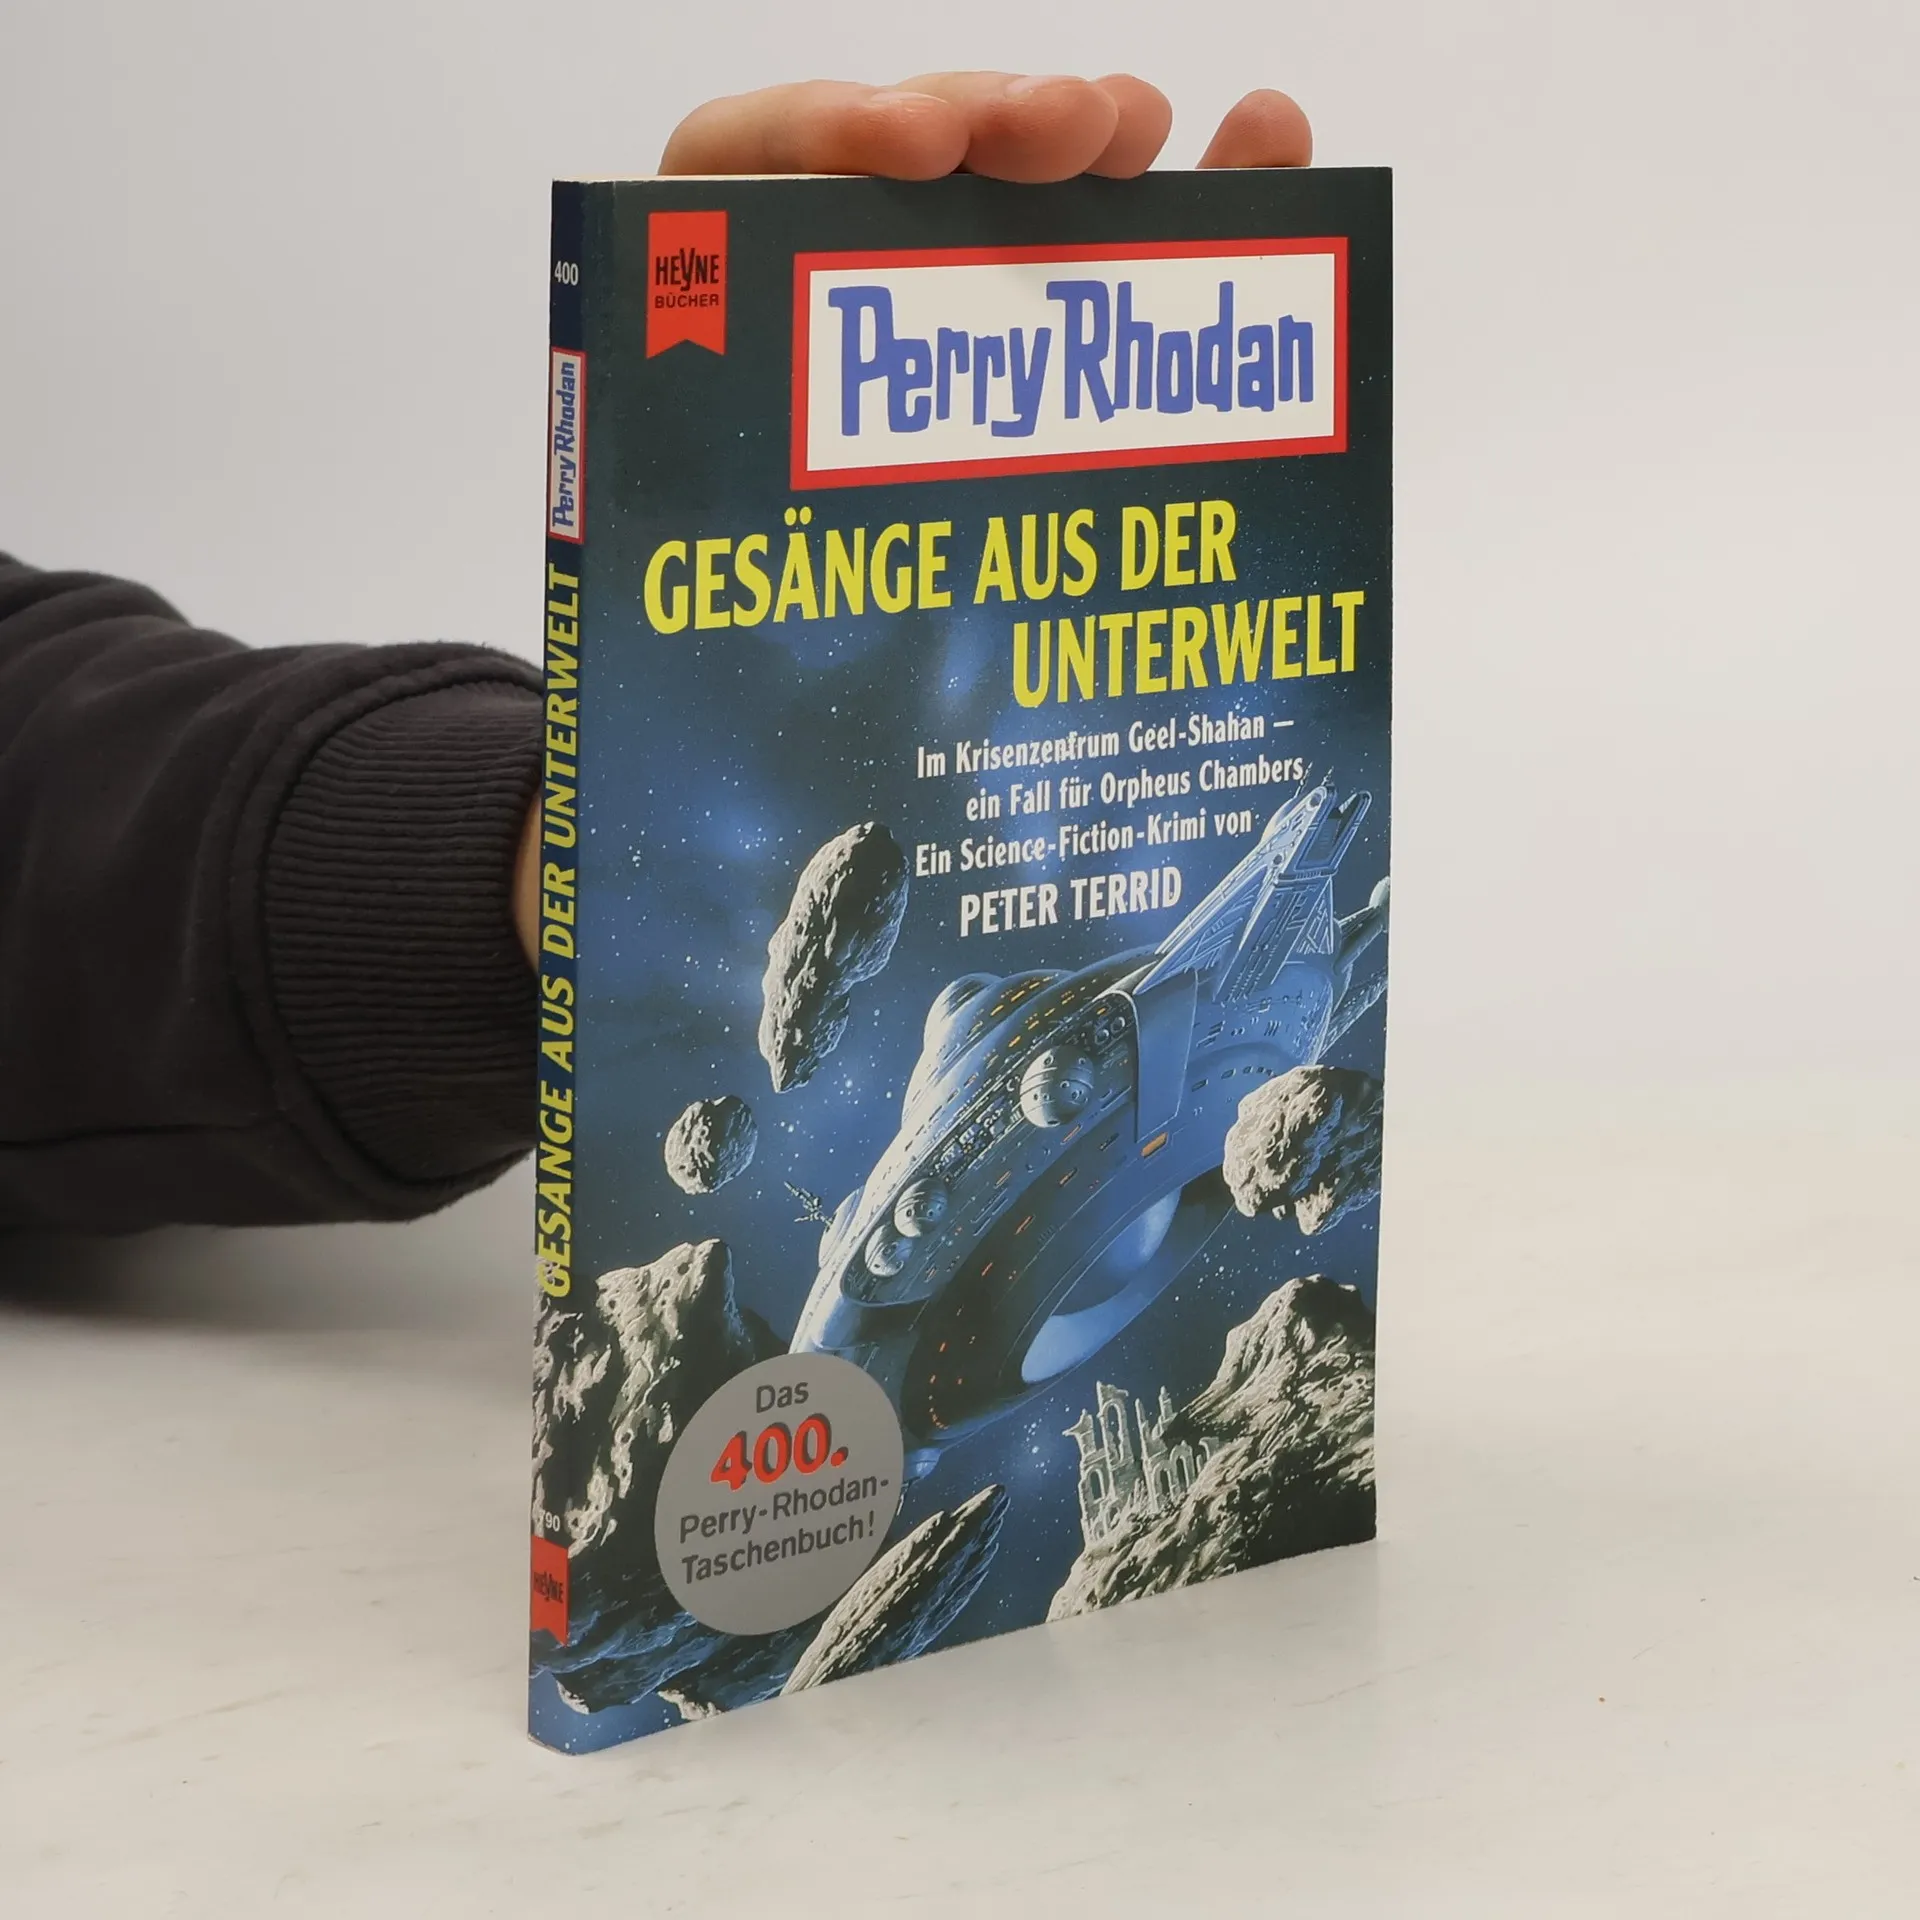 HEYNE
BÜCHER
Perry Rhodan
GESÄNGE AUS DER
UNTERWELT
Im Krisenzentrum Geel-Shahan –
ein Fall für Orpheus Chambers
Ein Science-Fiction-Krimi von
PETER TERRID
Das
400.
Perry-Rhodan-
Taschenbuch!
400
Perry Rhodan
GESÄNGE AUS DER UNTERWELT
790
HEYNE